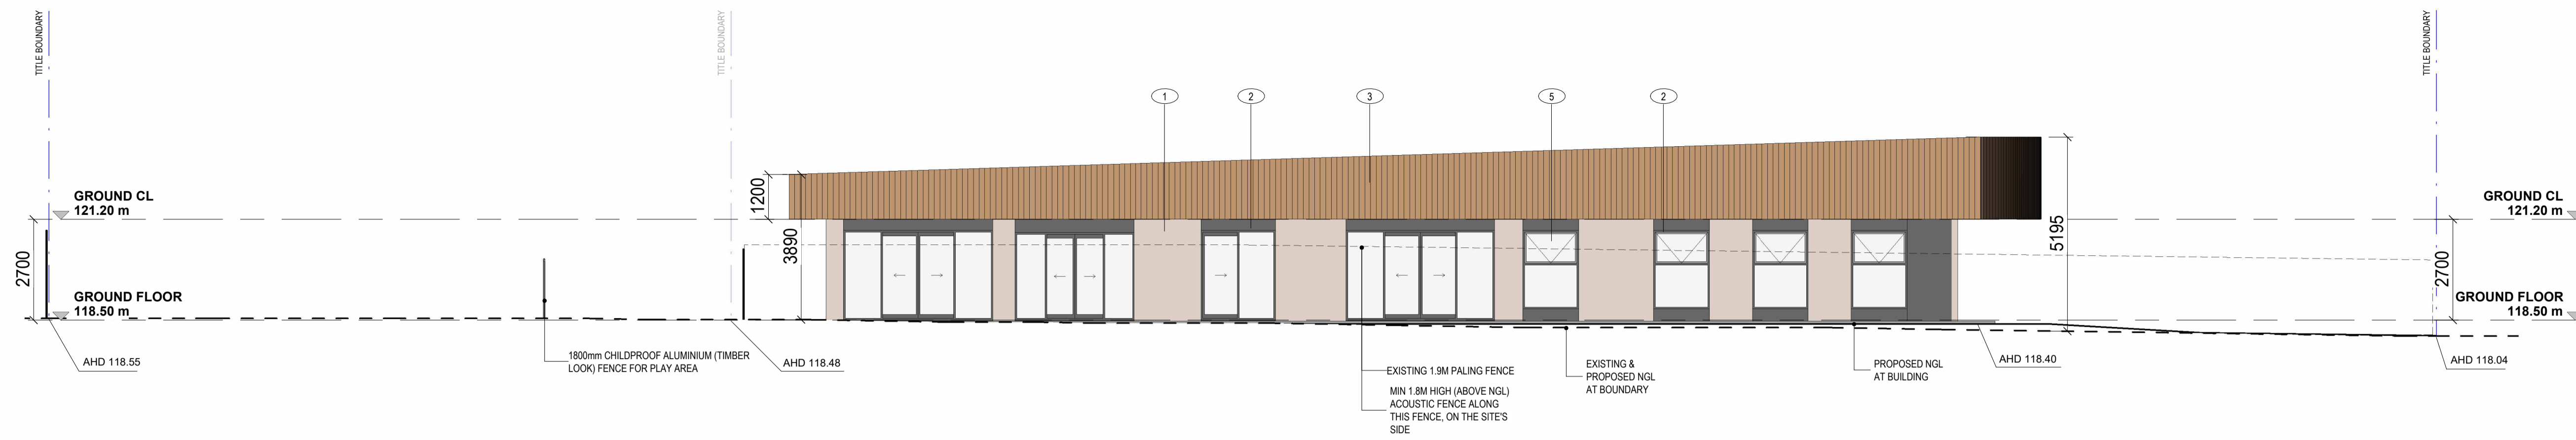 TITLE BOUNDARY
TITLE BOUNDARY
TITLE BOUNDARY
1
2
3
5
2
GROUND CL
121.20 m
2700
GROUND FLOOR
118.50 m
1200
3890
5195
GROUND CL
121.20 m
2700
GROUND FLOOR
118.50 m
AHD 118.55
1800mm CHILDPROOF ALUMINIUM (TIMBER
LOOK) FENCE FOR PLAY AREA
AHD 118.48
EXISTING 1.9M PALING FENCE
MIN 1.8M HIGH (ABOVE NGL)
ACOUSTIC FENCE ALONG
THIS FENCE, ON THE SITE'S
SIDE
EXISTING &
PROPOSED NGL
AT BOUNDARY
PROPOSED NGL
AT BUILDING
AHD 118.40
AHD 118.04